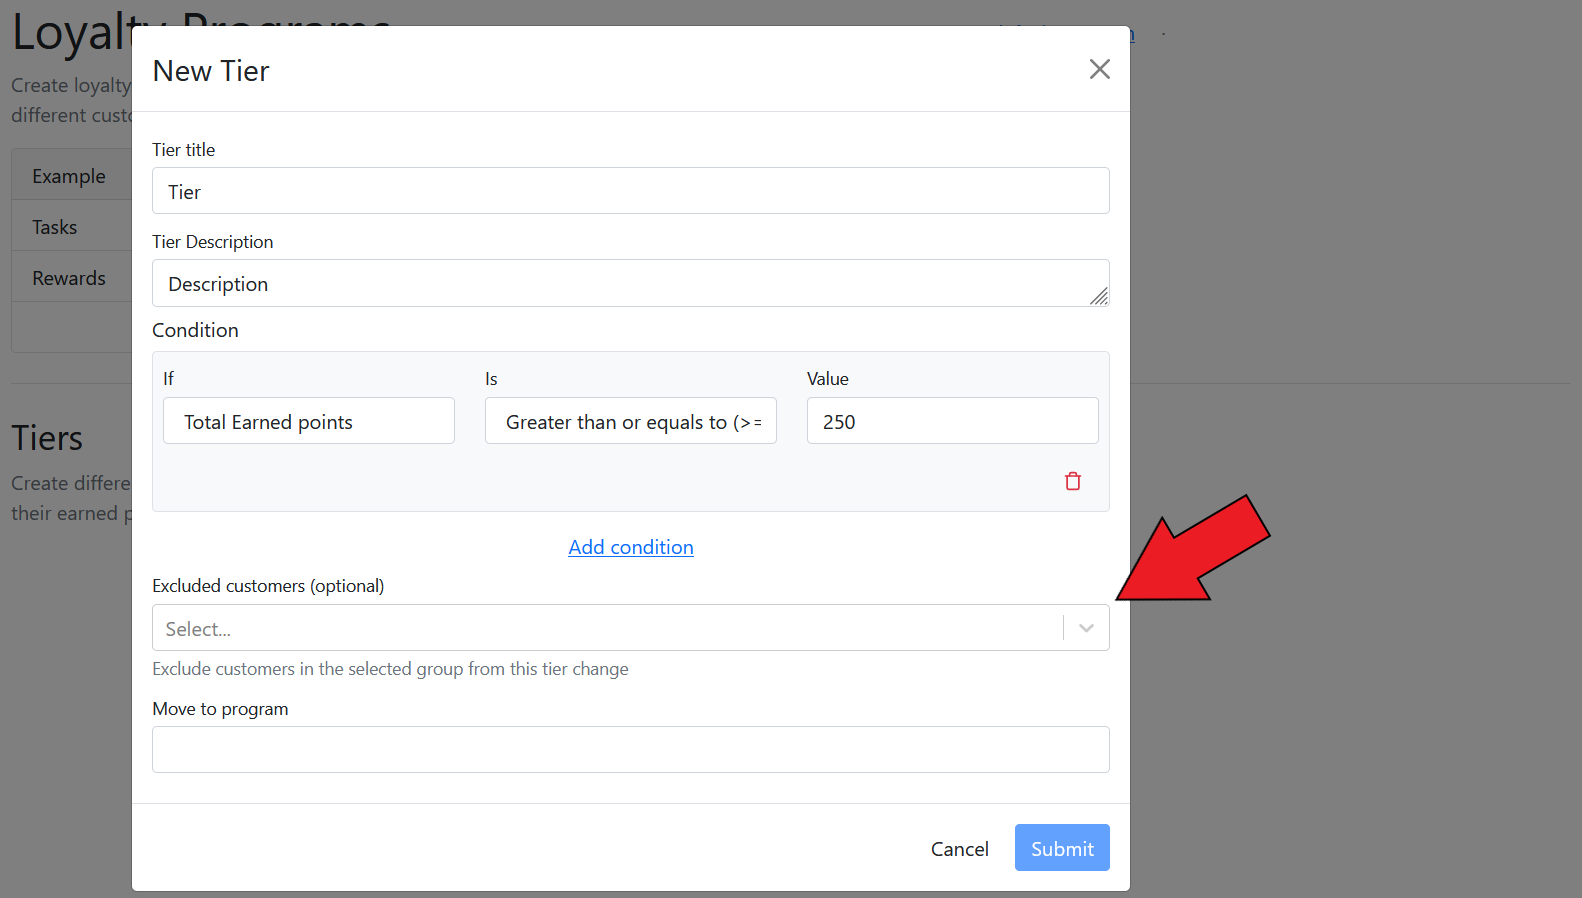 Loyalty Programs
Create loyalty
different custo
Example
Tasks
Rewards
Tiers
Create differe
their earned p
New Tier
Tier title
Tier
Tier Description
Description
Condition
If Is Value
Total Earned points Greater than or equals to (>= 250
Add condition
Excluded customers (optional)
Select...
Exclude customers in the selected group from this tier change
Move to program
Cancel Submit